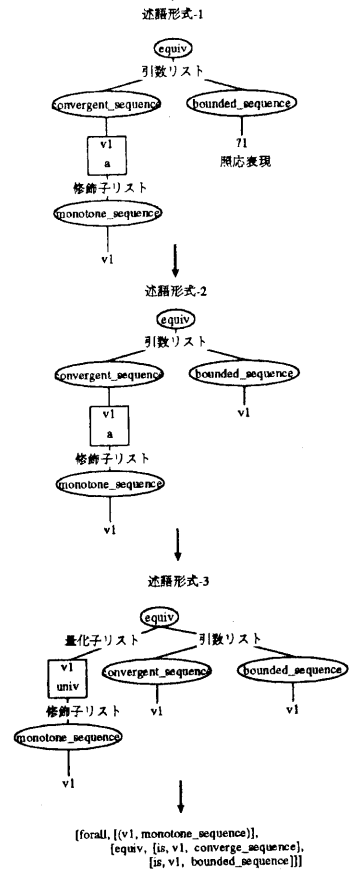 述語形式-1
equiv
引数リスト
convergent_sequence
bounded_sequence
v1
a
?1
照応表現
修飾子リスト
monotone_sequence
v1
述語形式-2
equiv
引数リスト
convergent_sequence
bounded_sequence
v1
a
v1
修飾子リスト
monotone_sequence
v1
述語形式-3
equiv
量化子リスト
引数リスト
v1
univ
convergent_sequence
bounded_sequence
v1
v1
修飾子リスト
monotone_sequence
v1
[forall, [(v1, monotone_sequence)],
[equiv, [is, v1, converge_sequence],
[is, v1, bounded_sequence]]]